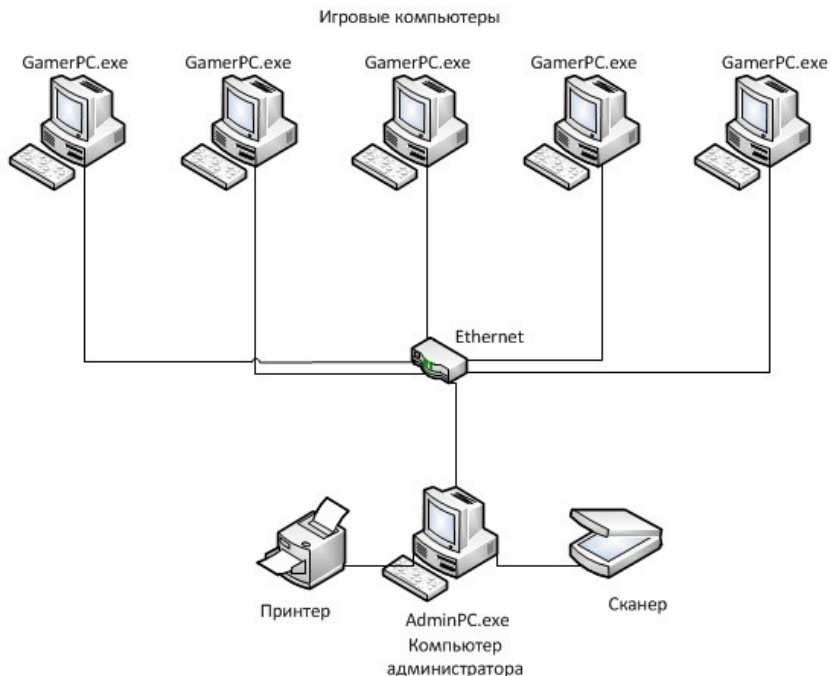 Игровые компьютеры
GamerPC.exe
GamerPC.exe
GamerPC.exe
GamerPC.exe
GamerPC.exe
Ethernet
Принтер
AdminPC.exe
Компьютер
администратора
Сканер